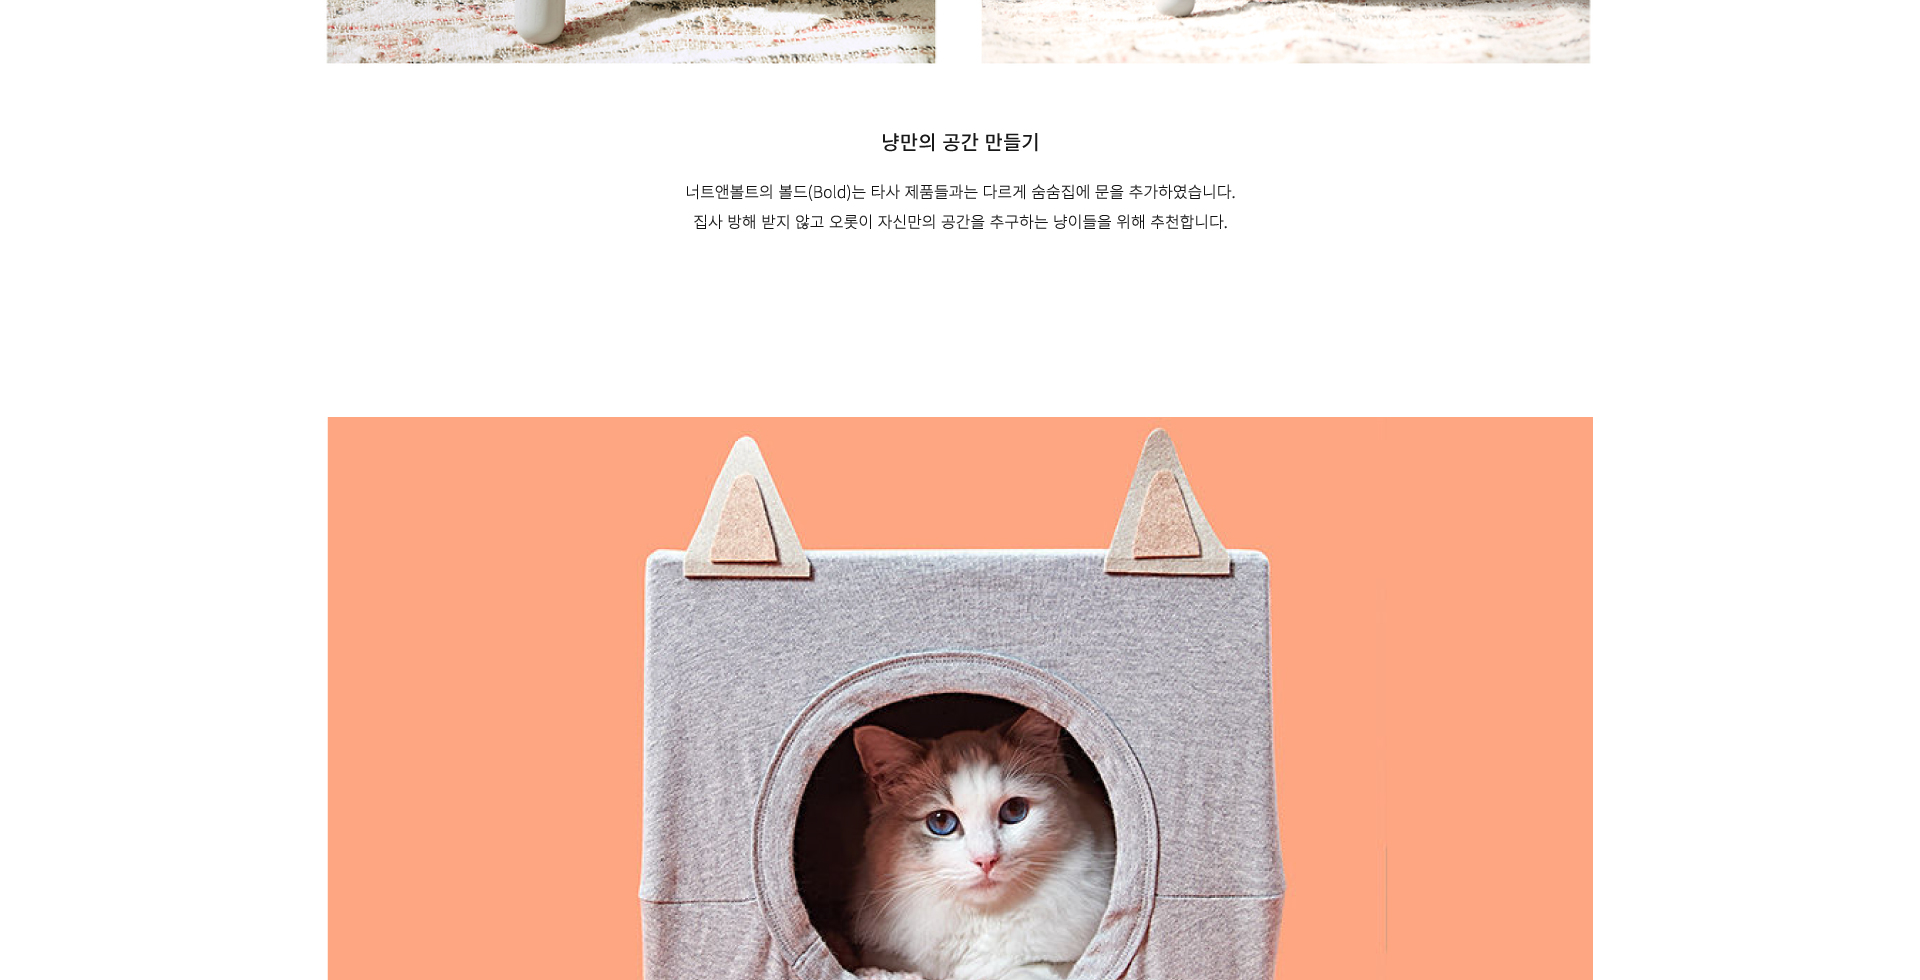 냥만의 공간 만들기
너트앤볼트의 볼드(Bold)는 타사 제품들과는 다르게 숨숨집에 문을 추가하였습니다.
집사 방해 받지 않고 오롯이 자신만의 공간을 추구하는 냥이들을 위해 추천합니다.